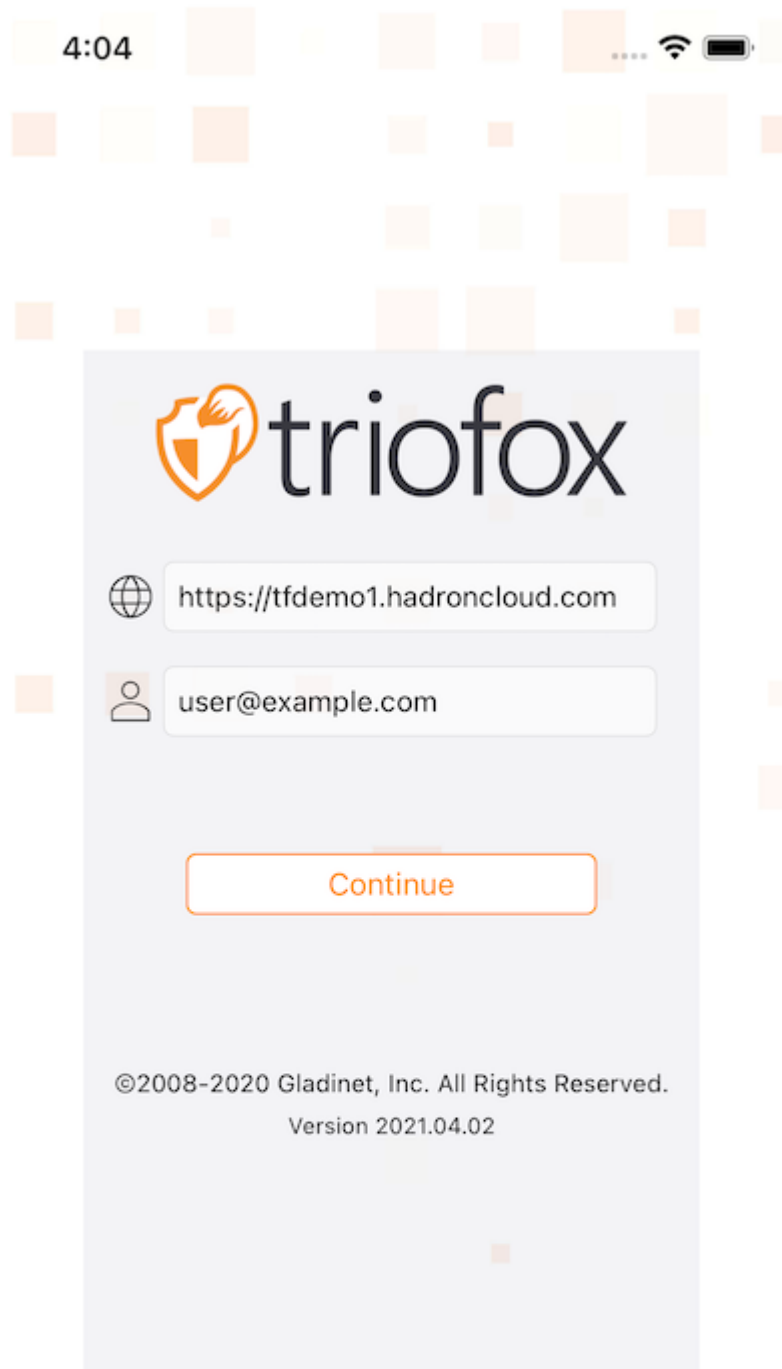 4:04
triofox
https://tfdemo1.hadroncloud.com
user@example.com
Continue
©2008-2020 Gladinet, Inc. All Rights Reserved.
Version 2021.04.02